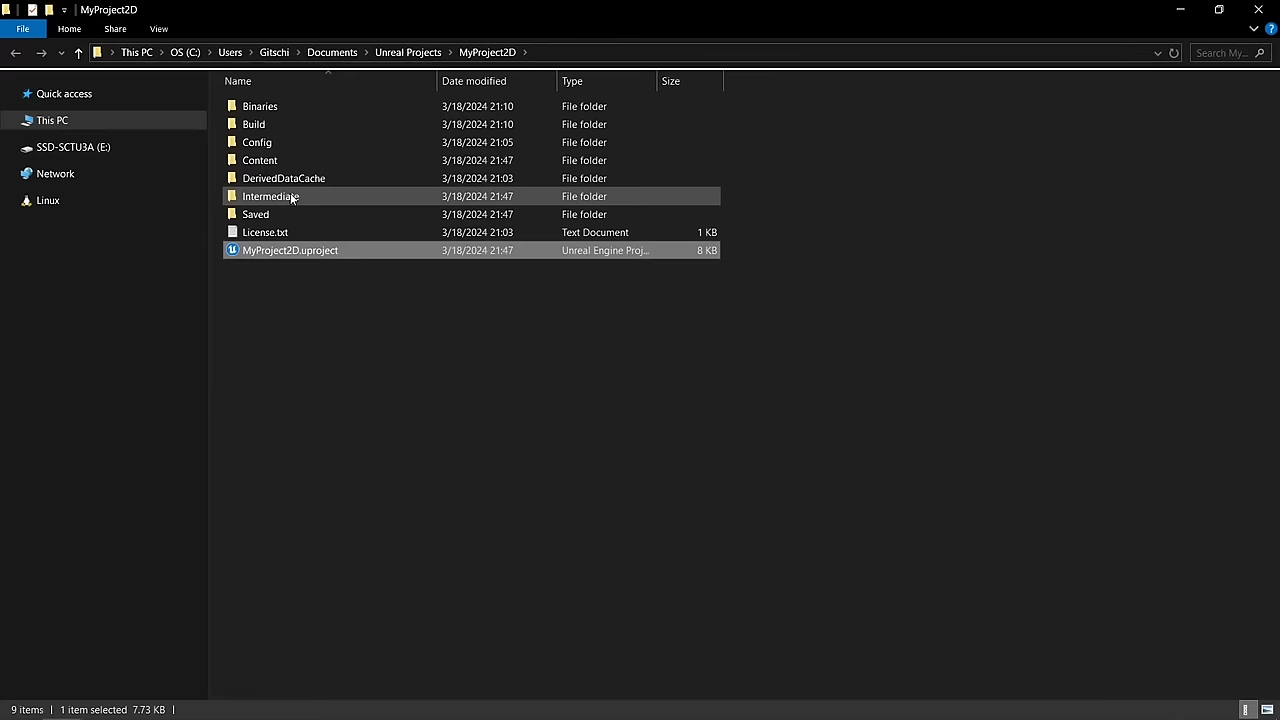 MyProject2D
File Home Share View
This PC OS (C:) Users Gitschi Documents Unreal Projects MyProject2D Search My...
Name Date modified Type Size
Quick access
This PC
SSD-SCTU3A (E:)
Network
Linux
Binaries 3/18/2024 21:10 File folder
Build 3/18/2024 21:10 File folder
Config 3/18/2024 21:05 File folder
Content 3/18/2024 21:47 File folder
DerivedDataCache 3/18/2024 21:03 File folder
Intermediate 3/18/2024 21:47 File folder
Saved 3/18/2024 21:47 File folder
License.txt 3/18/2024 21:03 Text Document 1 KB
MyProject2D.uproject 3/18/2024 21:47 Unreal Engine Proj... 8 KB
9 items 1 item selected 7.73 KB